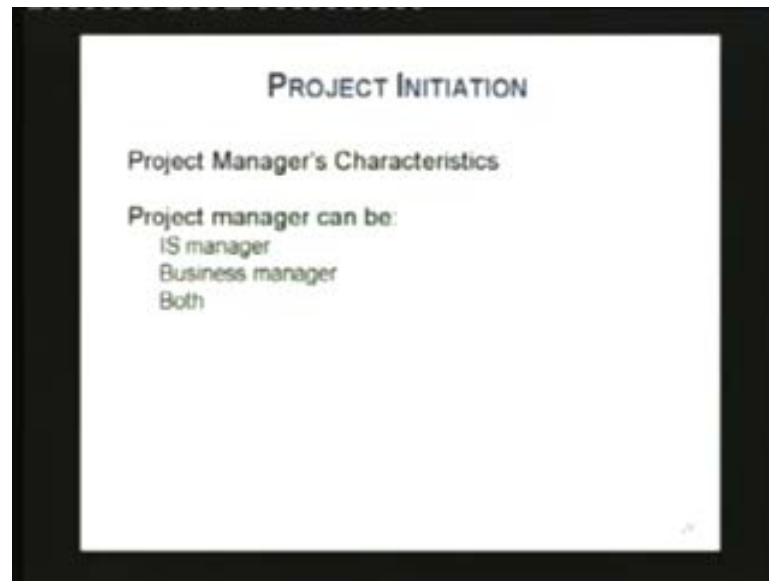 PROJECT INITIATION
Project Manager's Characteristics
Project manager can be:
IS manager
Business manager
Both